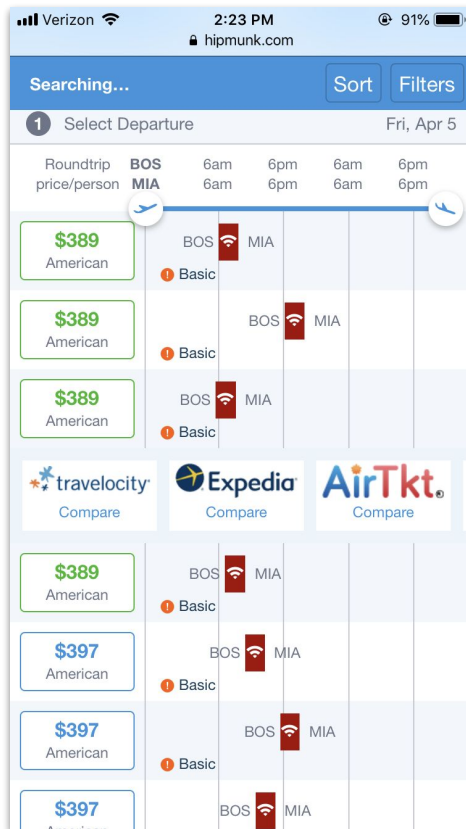 Verizon 2:23 PM 91%
hipmunk.com
Searching... Sort Filters
1 Select Departure Fri, Apr 5
Roundtrip BOS 6am 6pm 6am 6pm
price/person MIA 6am 6pm 6am 6pm
$389 BOS MIA
American
! Basic
$389 BOS MIA
American
! Basic
$389 BOS MIA
American
! Basic
travelocity Expedia AirTkt.
Compare Compare Compare
$389 BOS MIA
American
! Basic
$397 BOS MIA
American
! Basic
$397 BOS MIA
American
! Basic
$397 BOS MIA